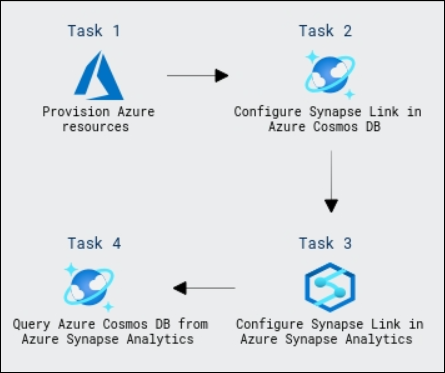 Task 1
Provision Azure
resources
Task 2
Configure Synapse Link in
Azure Cosmos DB
Task 3
Configure Synapse Link in
Azure Synapse Analytics
Task 4
Query Azure Cosmos DB from
Azure Synapse Analytics